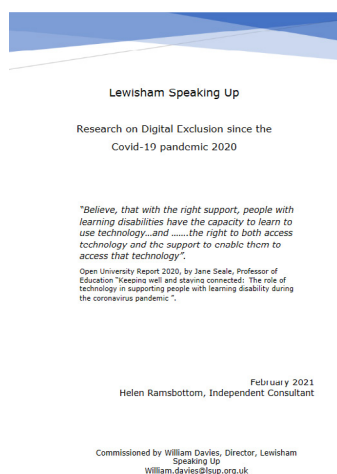 Lewisham Speaking Up
Research on Digital Exclusion since the
Covid-19 pandemic 2020
"Believe, that with the right support, people with
learning disabilities have the capacity to learn to
use technology...and .......the right to both access
technology and the support to enable them to
access that technology".
Open University Report 2020, by Jane Seale, Professor of
Education "Keeping well and staying connected: The role of
technology in supporting people with learning disability during
the coronavirus pandemic ".
February 2021
Helen Ramsbottom, Independent Consultant
Commissioned by William Davies, Director, Lewisham
Speaking Up
William.davies@lsup.org.uk